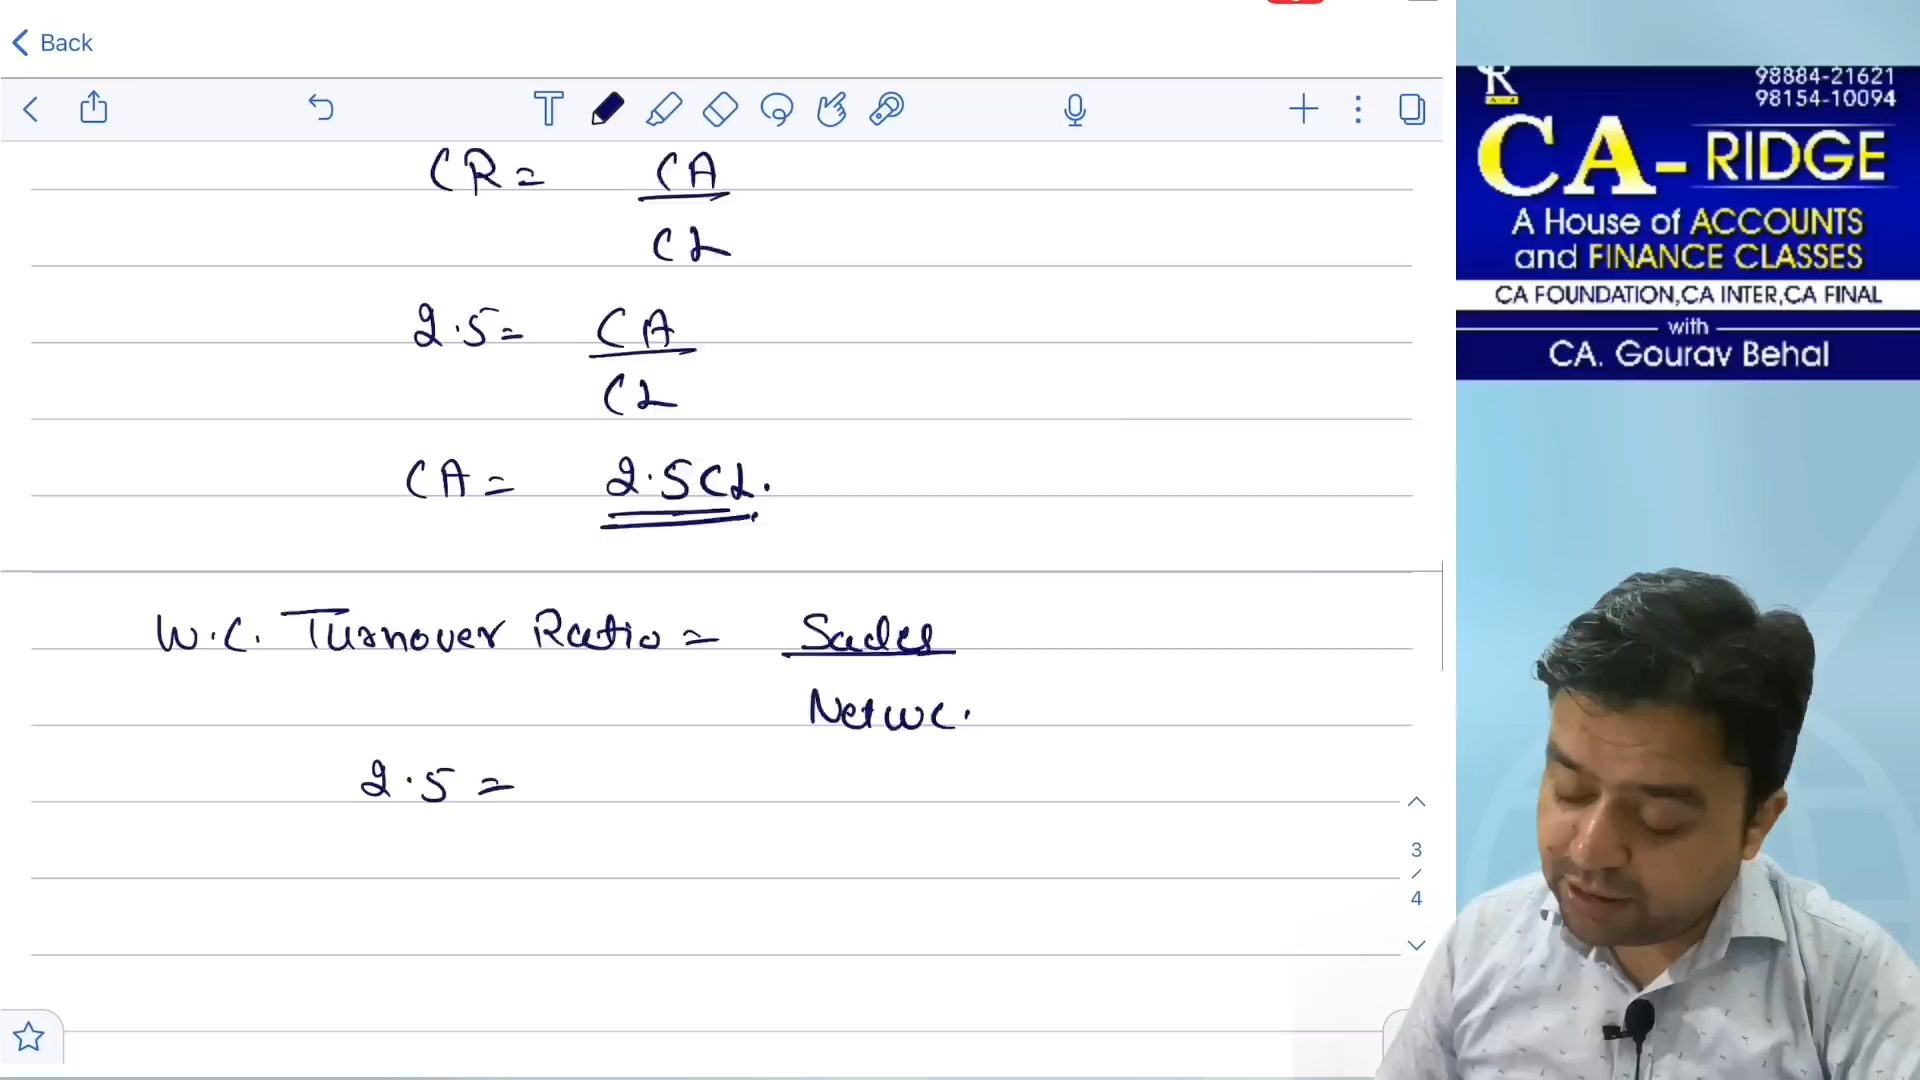 Back
CR = CA
CL
2.5 = CA
CL
CA = 2.5CL.
W.C. Turnover Ratio = Sales
Net WC.
2.5 =
3
/
4
R
98884-21621
98154-10094
CA- RIDGE
A House of ACCOUNTS
and FINANCE CLASSES
CA FOUNDATION,CA INTER,CA FINAL
with
CA. Gourav Behal